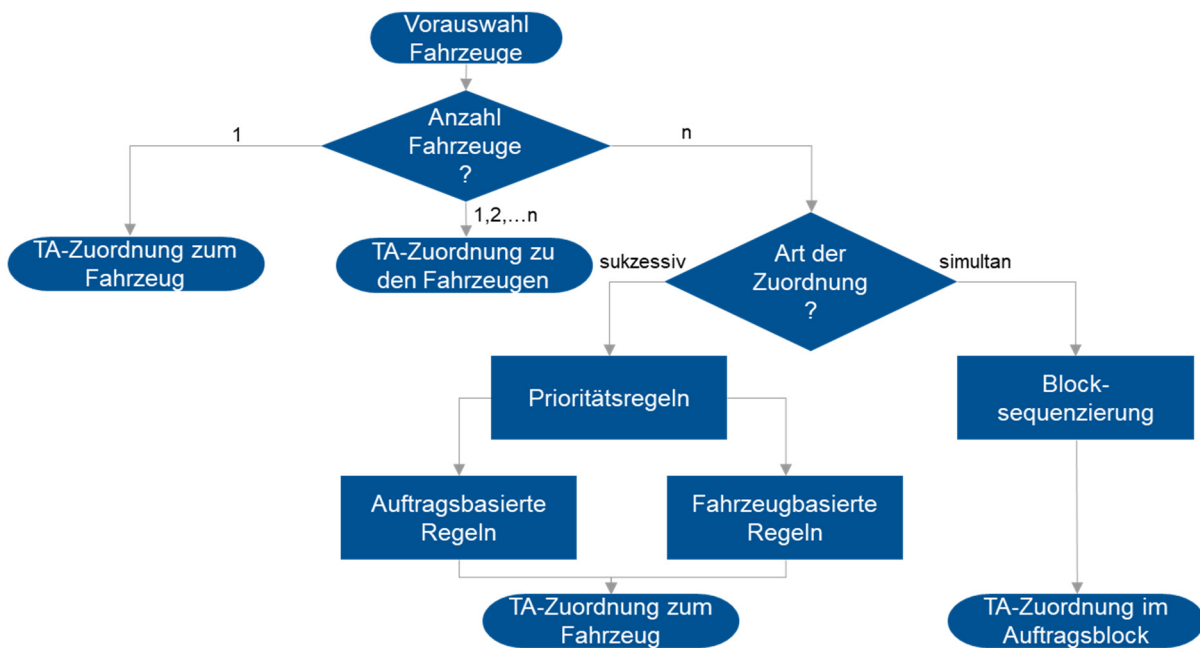 Vorauswahl
Fahrzeuge
Anzahl
Fahrzeuge
?
1
n
1,2,…n
TA-Zuordnung zum
Fahrzeug
TA-Zuordnung zu
den Fahrzeugen
Art der
Zuordnung
?
sukzessiv
simultan
Prioritätsregeln
Block-
sequenzierung
Auftragsbasierte
Regeln
Fahrzeugbasierte
Regeln
TA-Zuordnung zum
Fahrzeug
TA-Zuordnung im
Auftragsblock